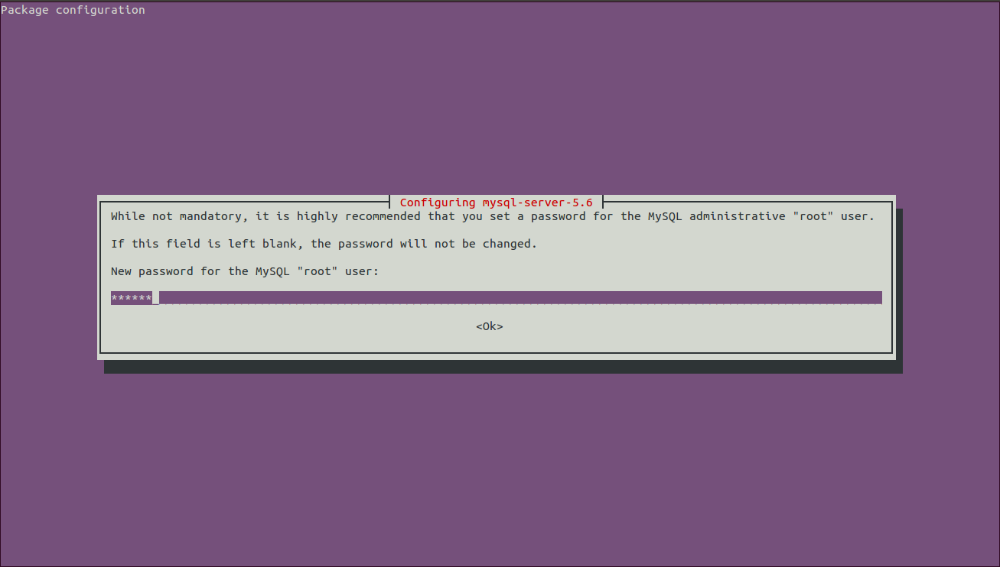 Package configuration
Configuring mysql-server-5.6
While not mandatory, it is highly recommended that you set a password for the MySQL administrative "root" user.
If this field is left blank, the password will not be changed.
New password for the MySQL "root" user:
******
<Ok>